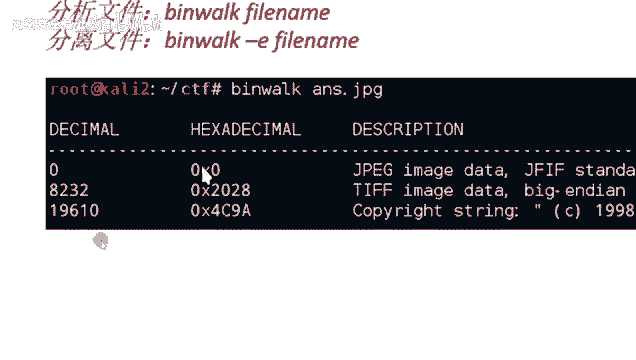 分析文件：binwalk filename
分离文件：binwalk –e filename
root@kali2:~/ctf# binwalk ans.jpg
DECIMAL HEXADECIMAL DESCRIPTION
--------------------------------------------------------------------------------
0 0x0 JPEG image data, JFIF standa
8232 0x2028 TIFF image data, big-endian
19610 0x4C9A Copyright string: " (c) 1998